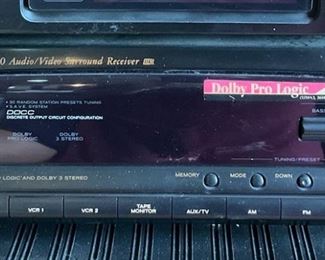 0 Audio/Video Surround Receiver
Dolby Pro Logic
• 30 RANDOM STATION PRESETS TUNING
• S.A.V.E. SYSTEM
DOCC
DISCRETE OUTPUT CIRCUIT CONFIGURATION
BASS
DOLBY PRO LOGIC
DOLBY 3 STEREO
TUNING/PRESET
LOGIC AND DOLBY 3 STEREO
MEMORY
MODE
DOWN
VCR 1
VCR 2
TAPE MONITOR
AUX/TV
AM
FM